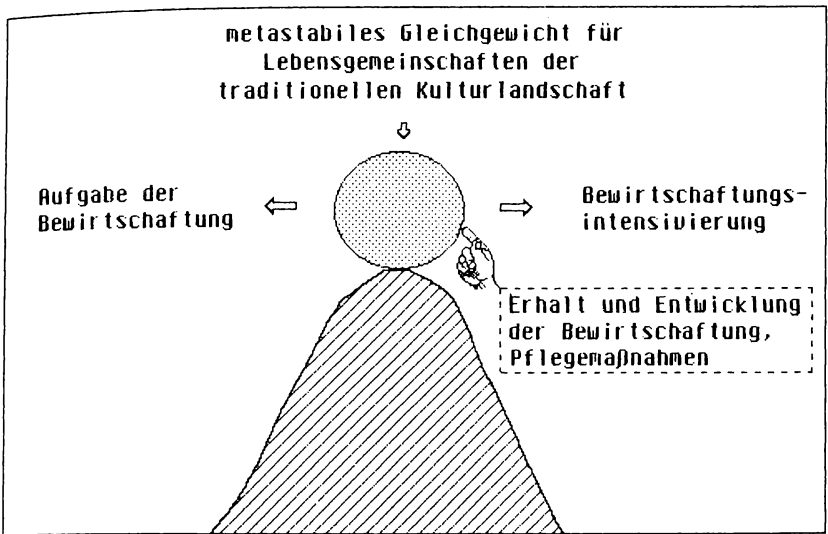 metastabiles Gleichgewicht für
Lebensgemeinschaften der
traditionellen Kulturlandschaft
Aufgabe der
Bewirtschaftung
Bewirtschaftungs-
intensivierung
Erhalt und Entwicklung
der Bewirtschaftung,
Pflegemaßnahmen